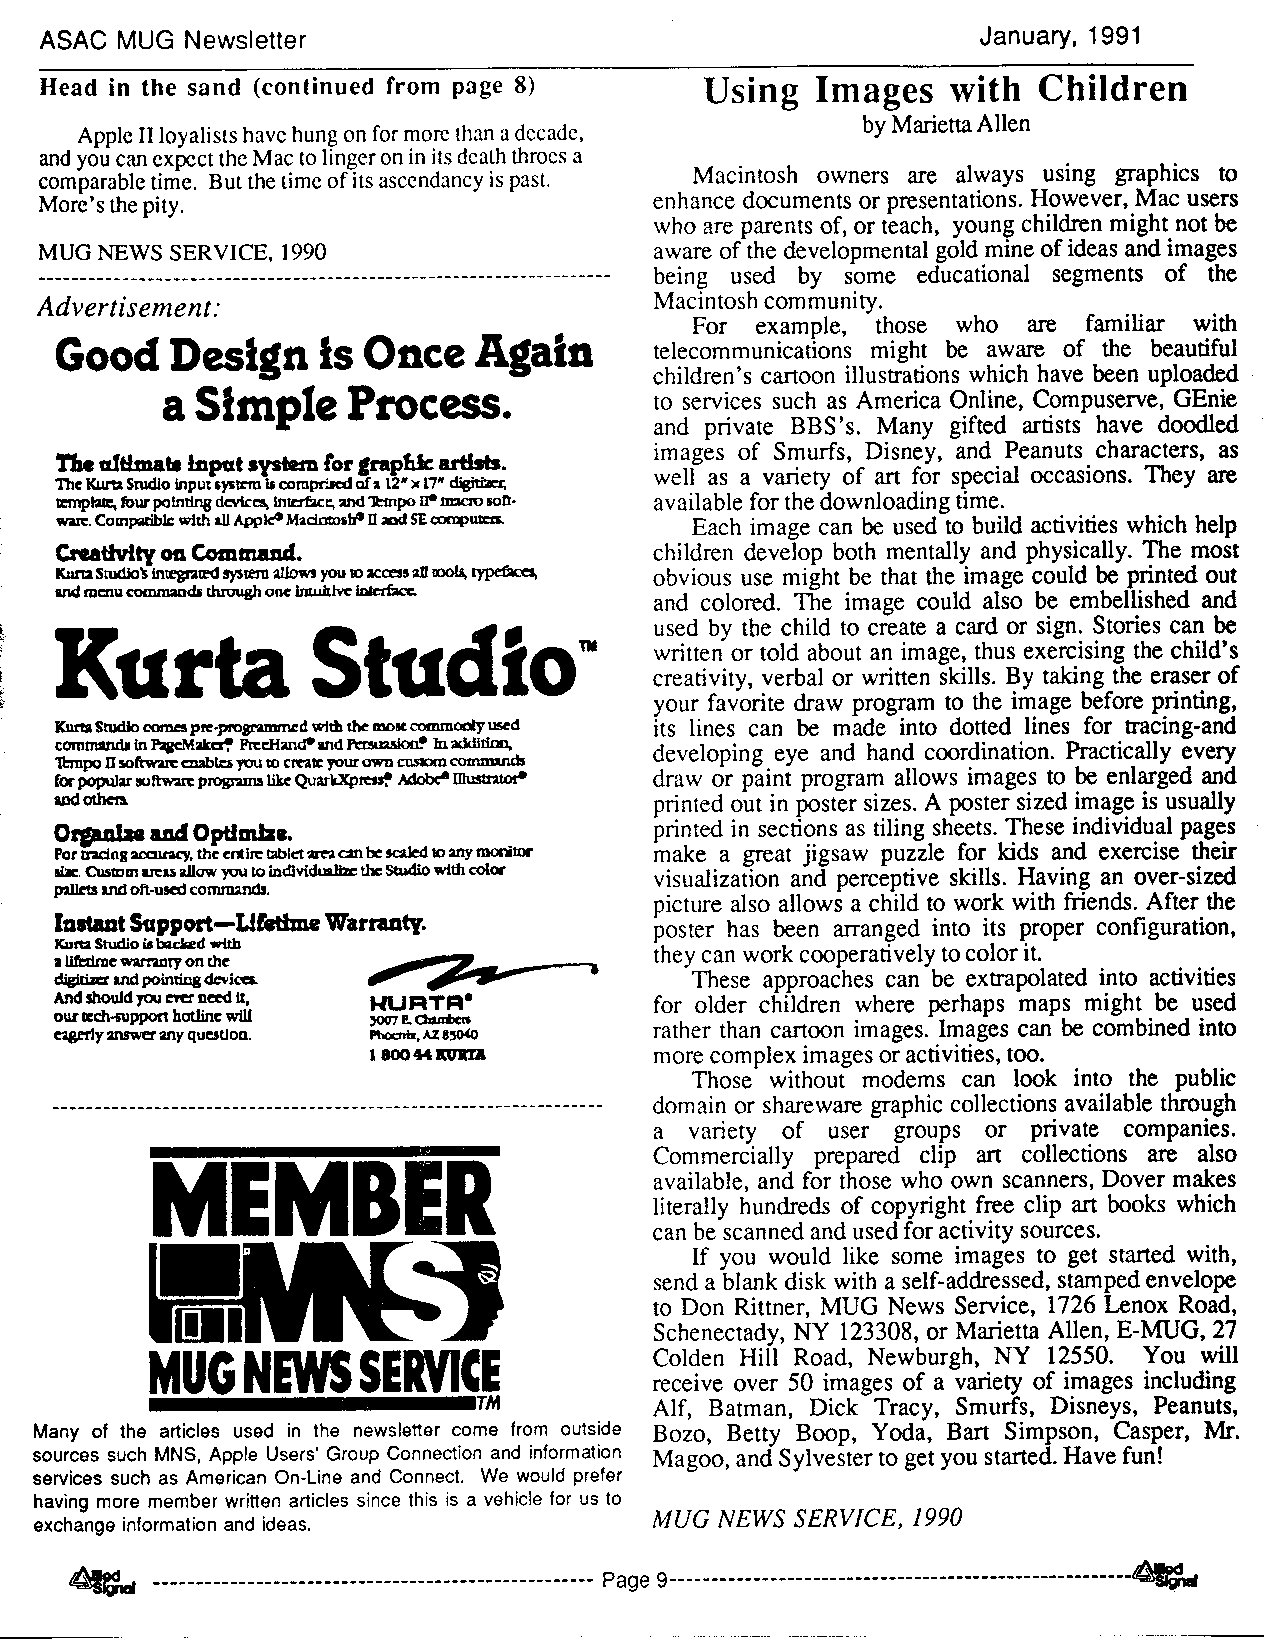 ASAC MUG Newsletter
January, 1991
Head in the sand (continued from page 8)
Apple II loyalists have hung on for more than a decade,
and you can expect the Mac to linger on in its death throes a
comparable time. But the time of its ascendancy is past.
More's the pity.
MUG NEWS SERVICE, 1990
Advertisement:
Good Design is Once Again
a Simple Process.
The ultimate input system for graphic artists.
The Kurta Studio input system is comprised of a 12" x 17" digitizer,
template, four pointing devices, interface, and Tempo II® macro soft-
ware. Compatible with all Apple® Macintosh® II and SE computers.
Creativity on Command.
Kurta Studio's integrated system allows you to access all tools, typefaces,
and menu commands through one intuitive interface.
Kurta Studio™
Kurta Studio comes pre-programmed with the most commonly used
commands in PageMaker®, FreeHand® and Persuasion®. In addition,
Tempo II software enables you to create your own custom commands
for popular software programs like QuarkXpress®, Adobe® Illustrator®
and others.
Organize and Optimize.
For tracing accuracy, the entire tablet area can be scaled to any monitor
size. Custom areas allow you to individualize the Studio with color
pallets and oft-used commands.
Instant Support—Lifetime Warranty.
Kurta Studio is backed with
a lifetime warranty on the
digitizer and pointing devices.
And should you ever need it,
our tech-support hotline will
eagerly answer any question.
KURTA®
3007 E. Chambers
Phoenix, AZ 85040
1 800 44 KURTA
MEMBER
MNS
MUG NEWS SERVICE
TM
Many of the articles used in the newsletter come from outside
sources such MNS, Apple Users' Group Connection and information
services such as American On-Line and Connect. We would prefer
having more member written articles since this is a vehicle for us to
exchange information and ideas.
Using Images with Children
by Marietta Allen
Macintosh owners are always using graphics to
enhance documents or presentations. However, Mac users
who are parents of, or teach, young children might not be
aware of the developmental gold mine of ideas and images
being used by some educational segments of the
Macintosh community.
For example, those who are familiar with
telecommunications might be aware of the beautiful
children's cartoon illustrations which have been uploaded
to services such as America Online, Compuserve, GEnie
and private BBS's. Many gifted artists have doodled
images of Smurfs, Disney, and Peanuts characters, as
well as a variety of art for special occasions. They are
available for the downloading time.
Each image can be used to build activities which help
children develop both mentally and physically. The most
obvious use might be that the image could be printed out
and colored. The image could also be embellished and
used by the child to create a card or sign. Stories can be
written or told about an image, thus exercising the child's
creativity, verbal or written skills. By taking the eraser of
your favorite draw program to the image before printing,
its lines can be made into dotted lines for tracing-and
developing eye and hand coordination. Practically every
draw or paint program allows images to be enlarged and
printed out in poster sizes. A poster sized image is usually
printed in sections as tiling sheets. These individual pages
make a great jigsaw puzzle for kids and exercise their
visualization and perceptive skills. Having an over-sized
picture also allows a child to work with friends. After the
poster has been arranged into its proper configuration,
they can work cooperatively to color it.
These approaches can be extrapolated into activities
for older children where perhaps maps might be used
rather than cartoon images. Images can be combined into
more complex images or activities, too.
Those without modems can look into the public
domain or shareware graphic collections available through
a variety of user groups or private companies.
Commercially prepared clip art collections are also
available, and for those who own scanners, Dover makes
literally hundreds of copyright free clip art books which
can be scanned and used for activity sources.
If you would like some images to get started with,
send a blank disk with a self-addressed, stamped envelope
to Don Rittner, MUG News Service, 1726 Lenox Road,
Schenectady, NY 123308, or Marietta Allen, E-MUG, 27
Colden Hill Road, Newburgh, NY 12550. You will
receive over 50 images of a variety of images including
Alf, Batman, Dick Tracy, Smurfs, Disneys, Peanuts,
Bozo, Betty Boop, Yoda, Bart Simpson, Casper, Mr.
Magoo, and Sylvester to get you started. Have fun!
MUG NEWS SERVICE, 1990
Allied Signal
Page 9
Allied Signal